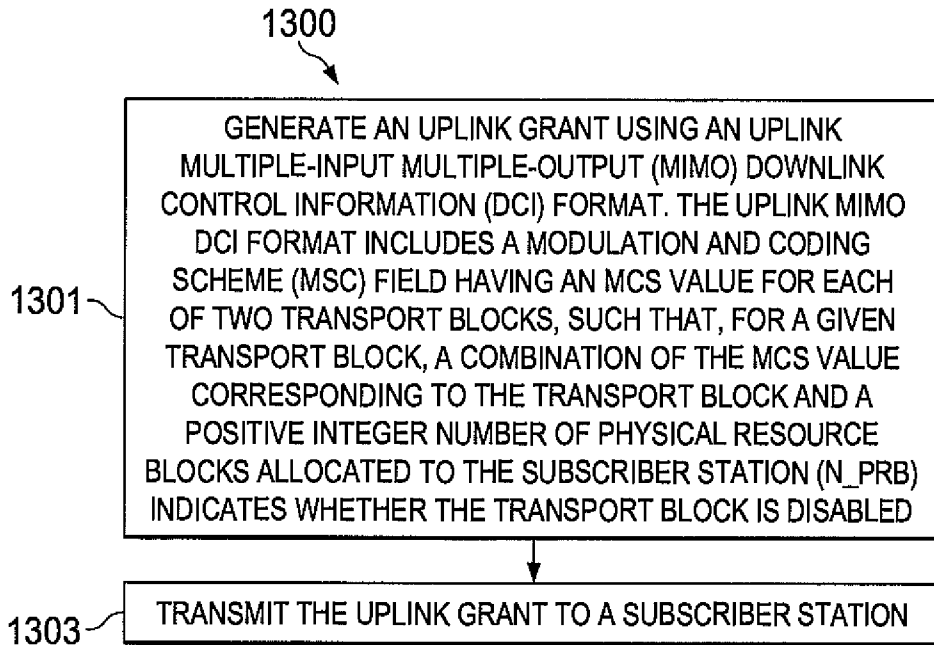 1300
GENERATE AN UPLINK GRANT USING AN UPLINK
MULTIPLE-INPUT MULTIPLE-OUTPUT (MIMO) DOWNLINK
CONTROL INFORMATION (DCI) FORMAT. THE UPLINK MIMO
DCI FORMAT INCLUDES A MODULATION AND CODING
SCHEME (MSC) FIELD HAVING AN MCS VALUE FOR EACH
OF TWO TRANSPORT BLOCKS, SUCH THAT, FOR A GIVEN
TRANSPORT BLOCK, A COMBINATION OF THE MCS VALUE
CORRESPONDING TO THE TRANSPORT BLOCK AND A
POSITIVE INTEGER NUMBER OF PHYSICAL RESOURCE
BLOCKS ALLOCATED TO THE SUBSCRIBER STATION (N_PRB)
INDICATES WHETHER THE TRANSPORT BLOCK IS DISABLED
1301
TRANSMIT THE UPLINK GRANT TO A SUBSCRIBER STATION
1303